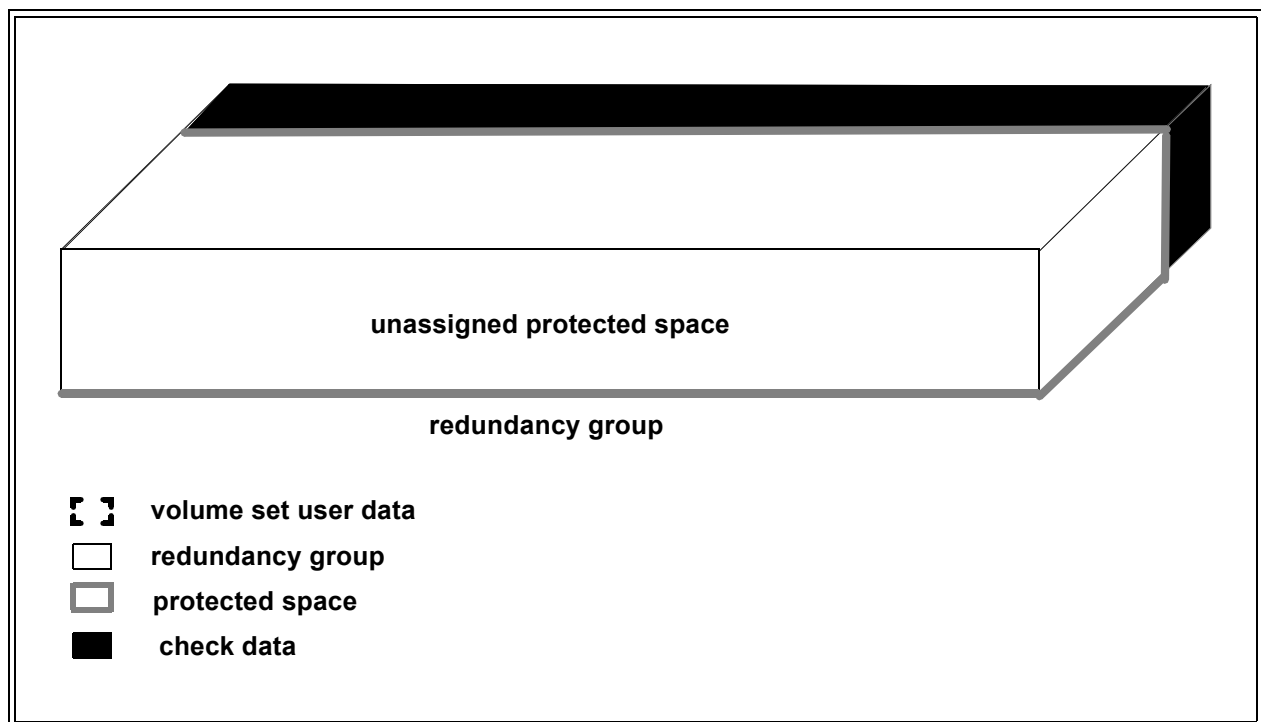 unassigned protected space
redundancy group
volume set user data
redundancy group
protected space
check data